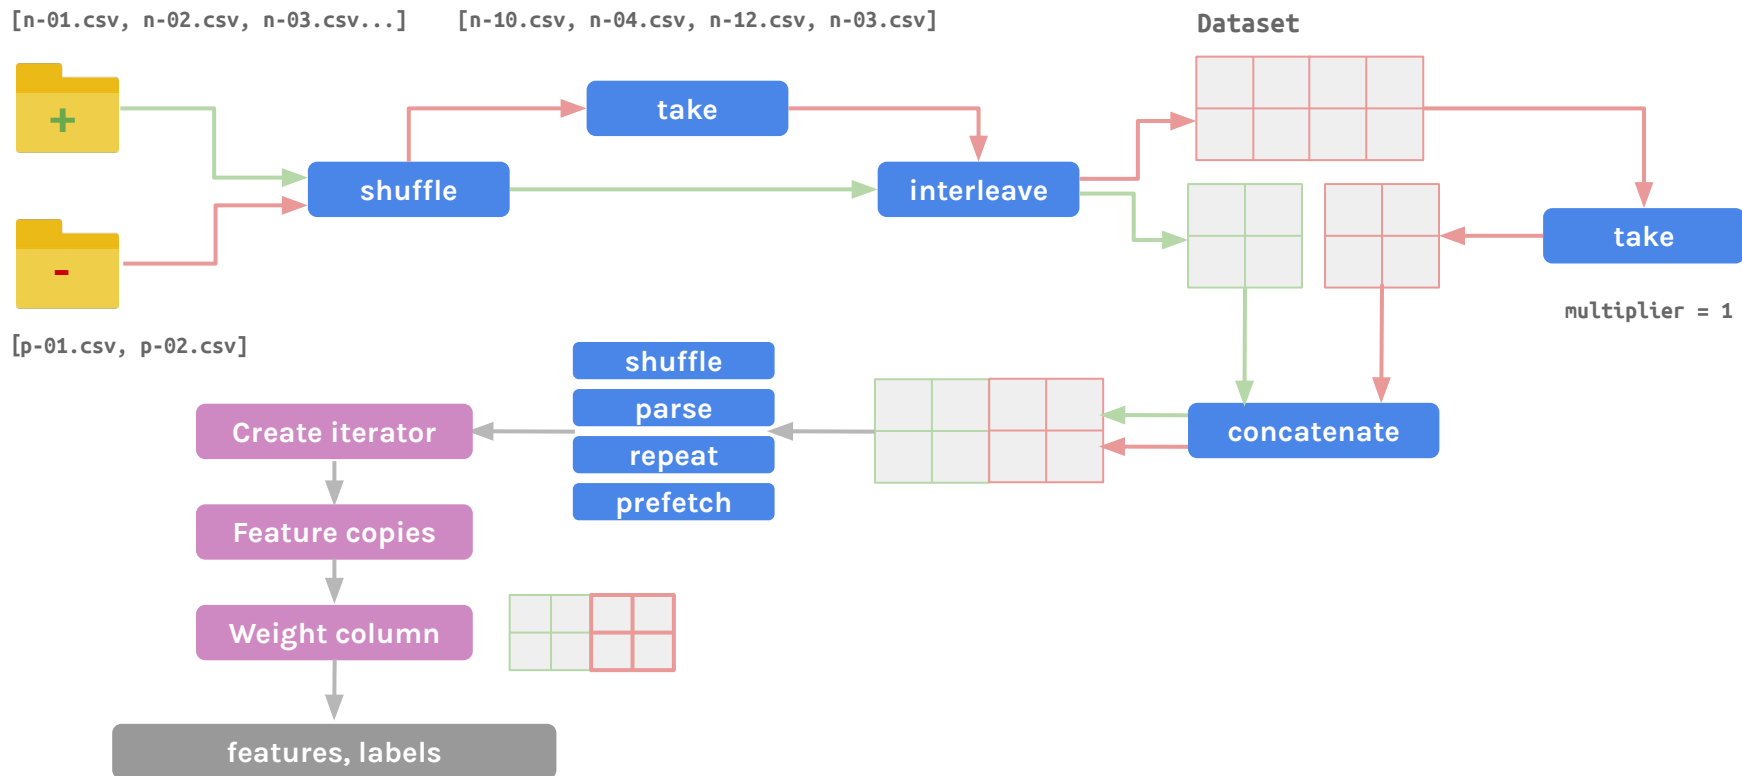 [n-01.csv, n-02.csv, n-03.csv...]
[n-10.csv, n-04.csv, n-12.csv, n-03.csv]
Dataset
+
take
shuffle
interleave
-
take
multiplier = 1
[p-01.csv, p-02.csv]
shuffle
parse
repeat
prefetch
concatenate
Create iterator
Feature copies
Weight column
features, labels